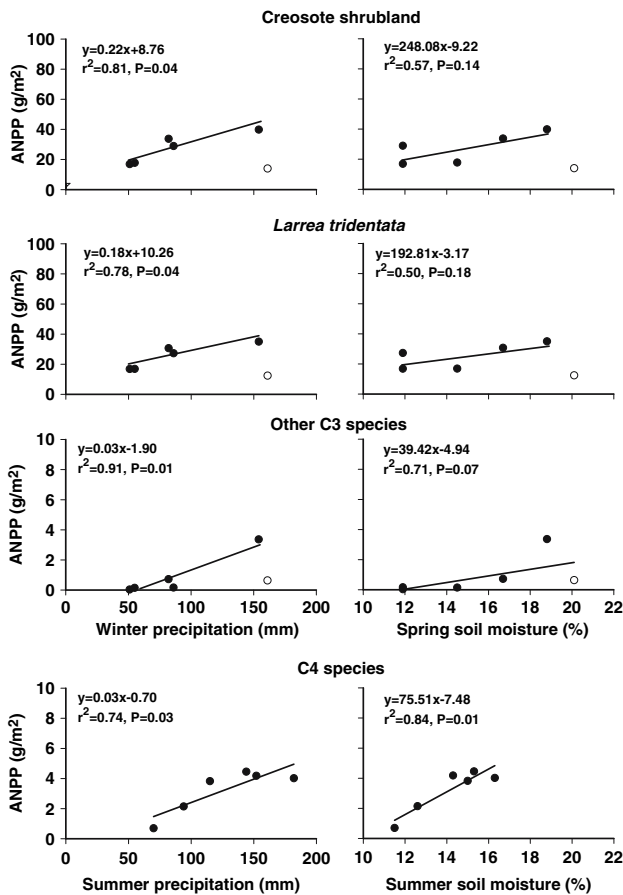 Creosote shrubland
ANPP (g/m2)
100
80
60
40
20
0
y=0.22x+8.76
r2=0.81, P=0.04
y=248.08x-9.22
r2=0.57, P=0.14
Larrea tridentata
ANPP (g/m2)
100
80
60
40
20
0
y=0.18x+10.26
r2=0.78, P=0.04
y=192.81x-3.17
r2=0.50, P=0.18
Other C3 species
ANPP (g/m2)
10
8
6
4
2
0
y=0.03x-1.90
r2=0.91, P=0.01
y=39.42x-4.94
r2=0.71, P=0.07
0 50 100 150 200
10 12 14 16 18 20 22
Winter precipitation (mm)
Spring soil moisture (%)
C4 species
ANPP (g/m2)
10
8
6
4
2
0
y=0.03x-0.70
r2=0.74, P=0.03
y=75.51x-7.48
r2=0.84, P=0.01
0 50 100 150 200
10 12 14 16 18 20 22
Summer precipitation (mm)
Summer soil moisture (%)